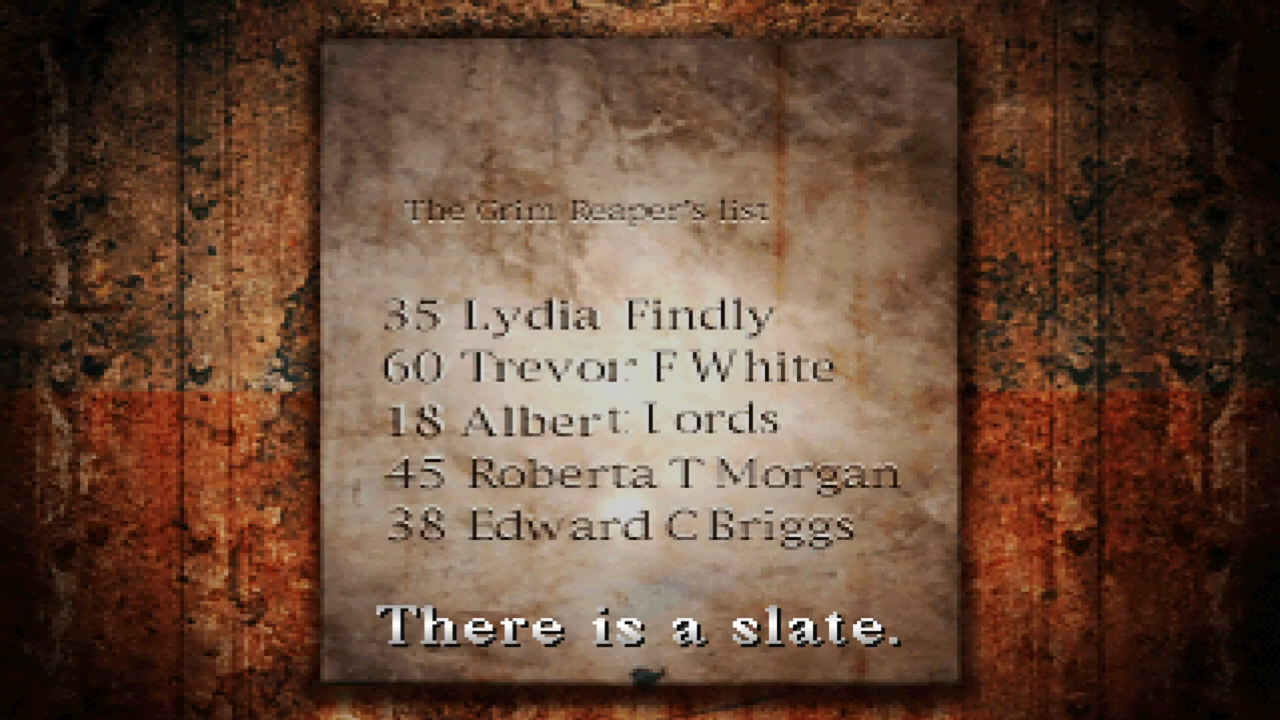 The Grim Reaper's list
35 Lydia Findly
60 Trevor F White
18 Albert Lords
45 Roberta T Morgan
38 Edward C Briggs
There is a slate.